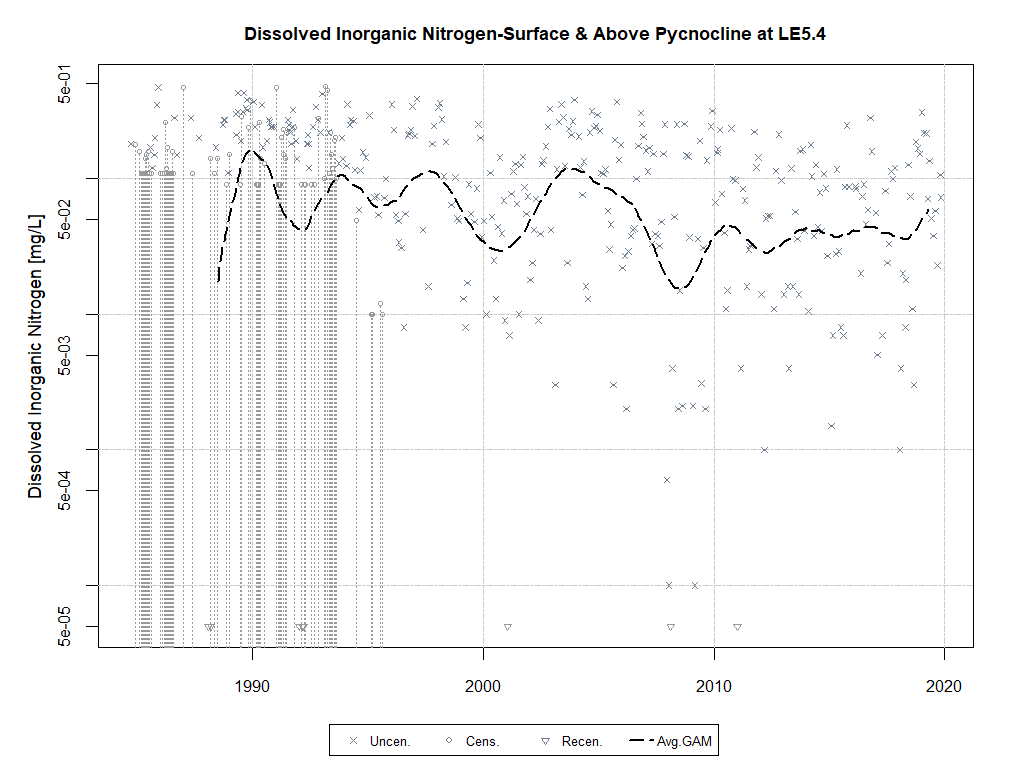 Dissolved Inorganic Nitrogen-Surface & Above Pycnocline at LE5.4
Dissolved Inorganic Nitrogen [mg/L]
5e-01
5e-02
5e-03
5e-04
5e-05
1990 2000 2010 2020
Uncen. Cens. Recen. Avg.GAM